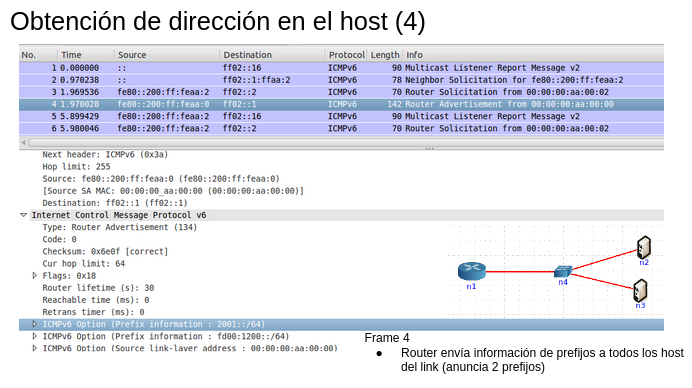 Obtención de dirección en el host (4)
No. Time Source Destination Protocol Length Info
1 0.000000 :: ff02::16 ICMPv6 90 Multicast Listener Report Message v2
2 0.970238 :: ff02::1:ffaa:2 ICMPv6 78 Neighbor Solicitation for fe80::200:ff:feaa:2
3 1.969536 fe80::200:ff:feaa:2 ff02::2 ICMPv6 70 Router Solicitation from 00:00:00:aa:00:02
4 1.970028 fe80::200:ff:feaa:0 ff02::1 ICMPv6 142 Router Advertisement from 00:00:00:aa:00:00
5 5.899429 fe80::200:ff:feaa:2 ff02::16 ICMPv6 90 Multicast Listener Report Message v2
6 5.980046 fe80::200:ff:feaa:2 ff02::2 ICMPv6 70 Router Solicitation from 00:00:00:aa:00:02
Next header: ICMPv6 (0x3a)
Hop limit: 255
Source: fe80::200:ff:feaa:0 (fe80::200:ff:feaa:0)
[Source SA MAC: 00:00:00_aa:00:00 (00:00:00:aa:00:00)]
Destination: ff02::1 (ff02::1)
Internet Control Message Protocol v6
Type: Router Advertisement (134)
Code: 0
Checksum: 0x6e0f [correct]
Cur hop limit: 64
Flags: 0x18
Router lifetime (s): 30
Reachable time (ms): 0
Retrans timer (ms): 0
ICMPv6 Option (Prefix information : 2001::/64)
ICMPv6 Option (Prefix information : fd00:1200::/64)
ICMPv6 Option (Source link-layer address : 00:00:00:aa:00:00)
n1
n4
n2
n3
Frame 4
● Router envía información de prefijos a todos los host
del link (anuncia 2 prefijos)